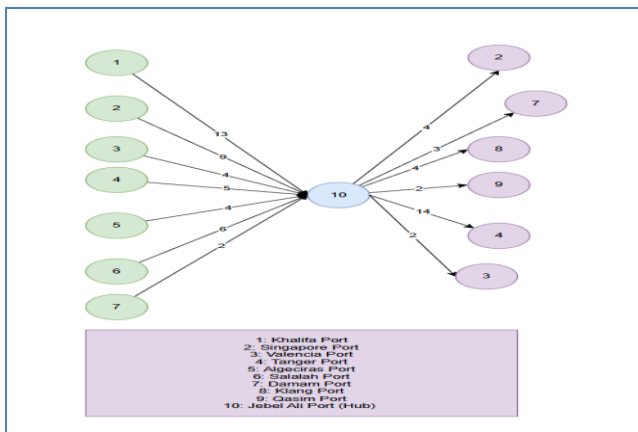 1
2
3
4
5
6
7
13
9
4
5
4
6
2
10
4
3
4
2
14
2
2
7
8
9
4
3
1: Khalifa Port
2: Singapore Port
3: Valencia Port
4: Tanger Port
5: Algeciras Port
6: Salalah Port
7: Damam Port
8: Klang Port
9: Qasim Port
10: Jebel Ali Port (Hub)